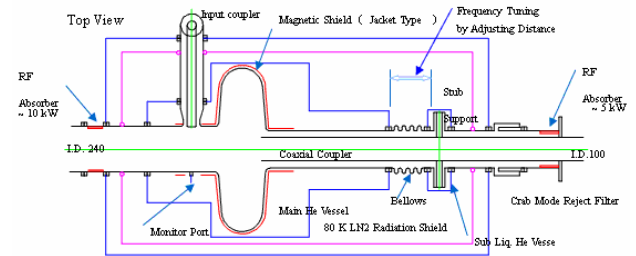 Top View
Input coupler
Magnetic Shield ( Jacket Type )
Frequency Tuning
by Adjusting Distance
RF
Absorber
~ 10 kW
Stub
Support
RF
Absorber
~ 5 kW
I.D. 240
Coaxial Coupler
I.D.100
Monitor Port
Main He Vessel
Bellows
80 K LN2 Radiation Shield
Crab Mode Reject Filter
Sub Liq. He Vesse